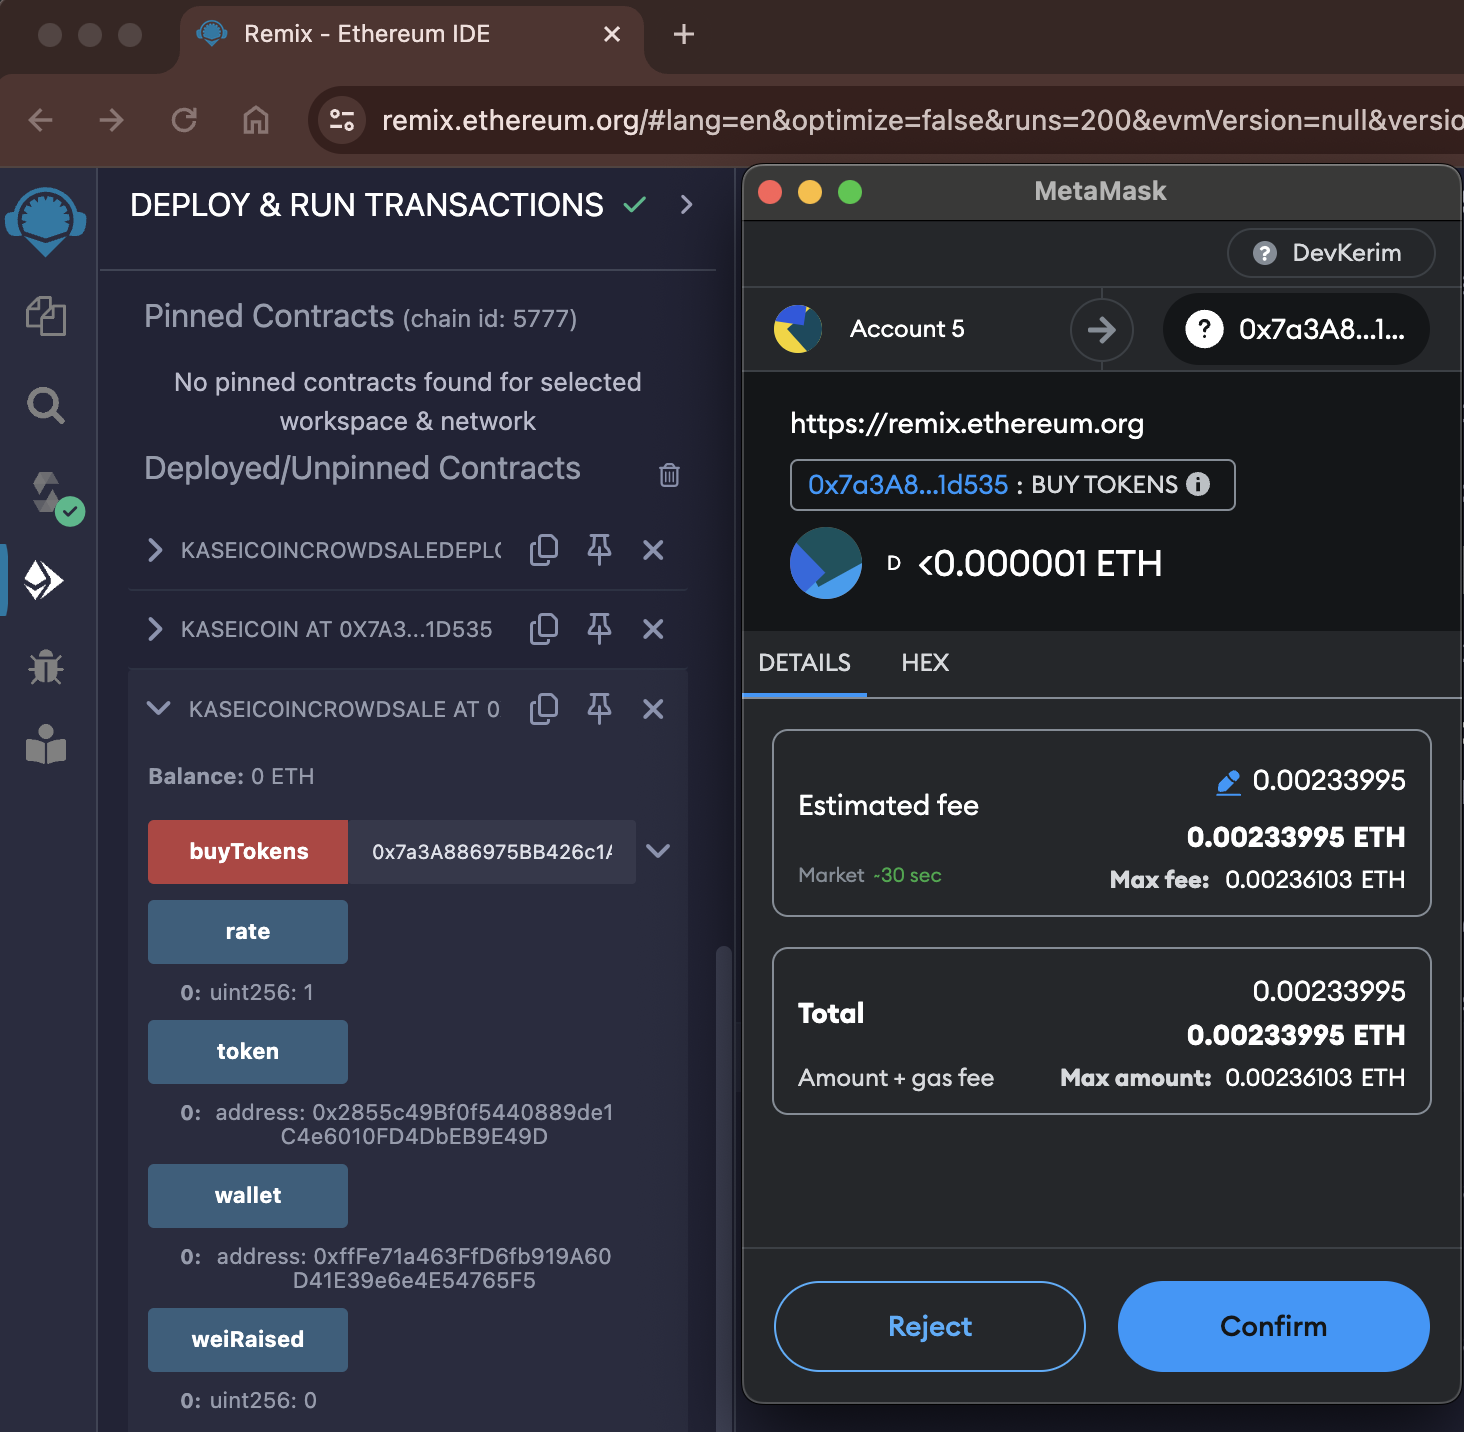 Remix - Ethereum IDE
remix.ethereum.org/#lang=en&optimize=false&runs=200&evmVersion=null&versio
DEPLOY & RUN TRANSACTIONS
Pinned Contracts (chain id: 5777)
No pinned contracts found for selected
workspace & network
Deployed/Unpinned Contracts
KASEICOINCROWDSALEDEPL
KASEICOIN AT 0X7A3...1D535
KASEICOINCROWDSALE AT 0
Balance: 0 ETH
buyTokens
0x7a3A886975BB426c1A
rate
0: uint256: 1
token
0: address: 0x2855c49Bf0f5440889de1
C4e6010FD4DbEB9E49D
wallet
0: address: 0xffFe71a463FfD6fb919A60
D41E39e6e4E54765F5
weiRaised
0: uint256: 0
MetaMask
DevKerim
Account 5
0x7a3A8...1...
https://remix.ethereum.org
0x7a3A8...1d535 : BUY TOKENS
D <0.000001 ETH
DETAILS
HEX
Estimated fee
0.00233995
0.00233995 ETH
Market ~30 sec
Max fee: 0.00236103 ETH
Total
0.00233995
0.00233995 ETH
Amount + gas fee
Max amount: 0.00236103 ETH
Reject
Confirm